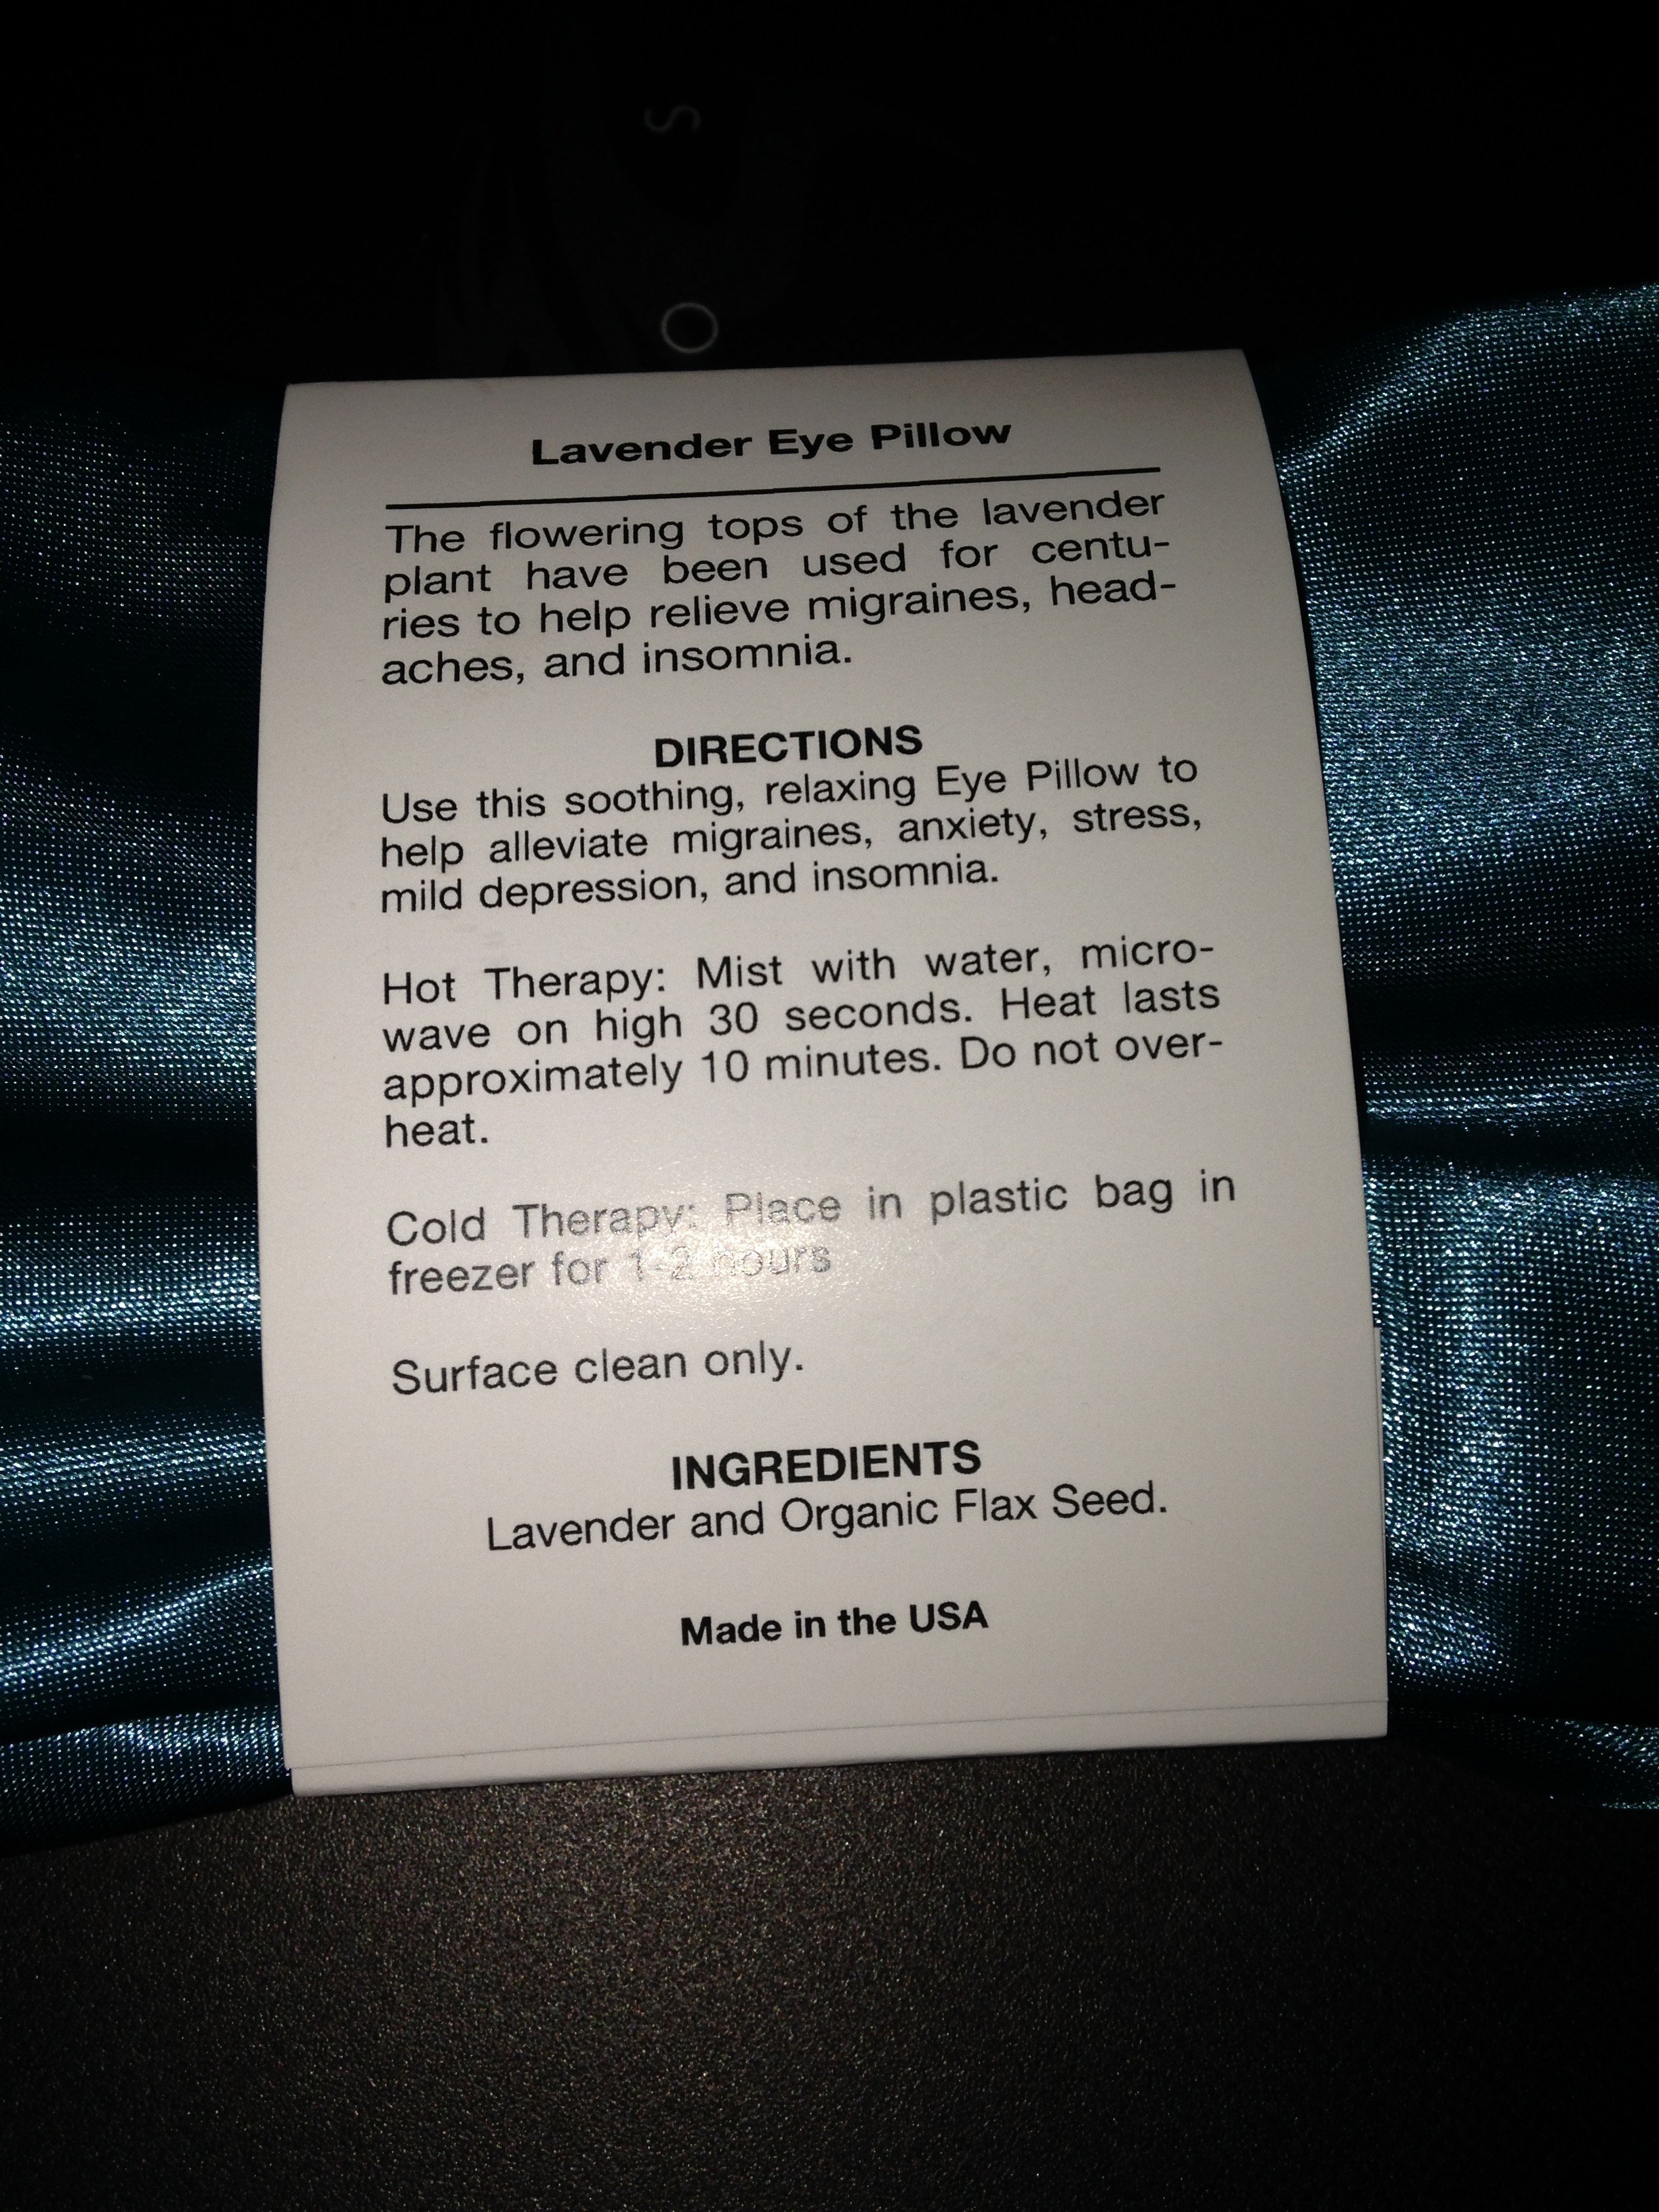 S
O
Lavender Eye Pillow
The flowering tops of the lavender
plant have been used for centu-
ries to help relieve migraines, head-
aches, and insomnia.
DIRECTIONS
Use this soothing, relaxing Eye Pillow to
help alleviate migraines, anxiety, stress,
mild depression, and insomnia.
Hot Therapy: Mist with water, micro-
wave on high 30 seconds. Heat lasts
approximately 10 minutes. Do not over-
heat.
Cold Therapy: Place in plastic bag in
freezer for 1-2 hours
Surface clean only.
INGREDIENTS
Lavender and Organic Flax Seed.
Made in the USA